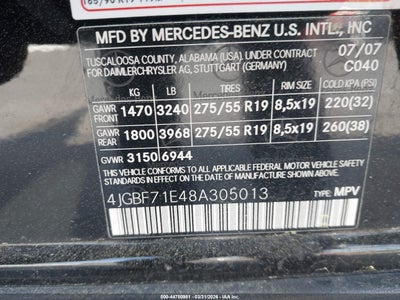 MFD BY MERCEDES-BENZ U.S. INTL., INC
TUSCALOOSA COUNTY, ALABAMA (USA). UNDER CONTRACT 07/07
FOR DAIMLERCHRYSLER AG, STUTTGART (GERMANY) C040
KG LB TIRES RIM SIZE COLD KPA (PSI)
GAWR FRONT 1470 3240 275/55 R19 8,5x19 220(32)
GAWR REAR 1800 3968 275/55 R19 8,5x19 260(38)
GVWR 3150 6944
THIS VEHICLE CONFORMS TO ALL APPLICABLE FEDERAL MOTOR
VEHICLE SAFETY STANDARDS IN EFFECT ON THE
DATE OF MANUFACTURE SHOWN ABOVE.
4JGBF71E48A305013 TYPE: MPV